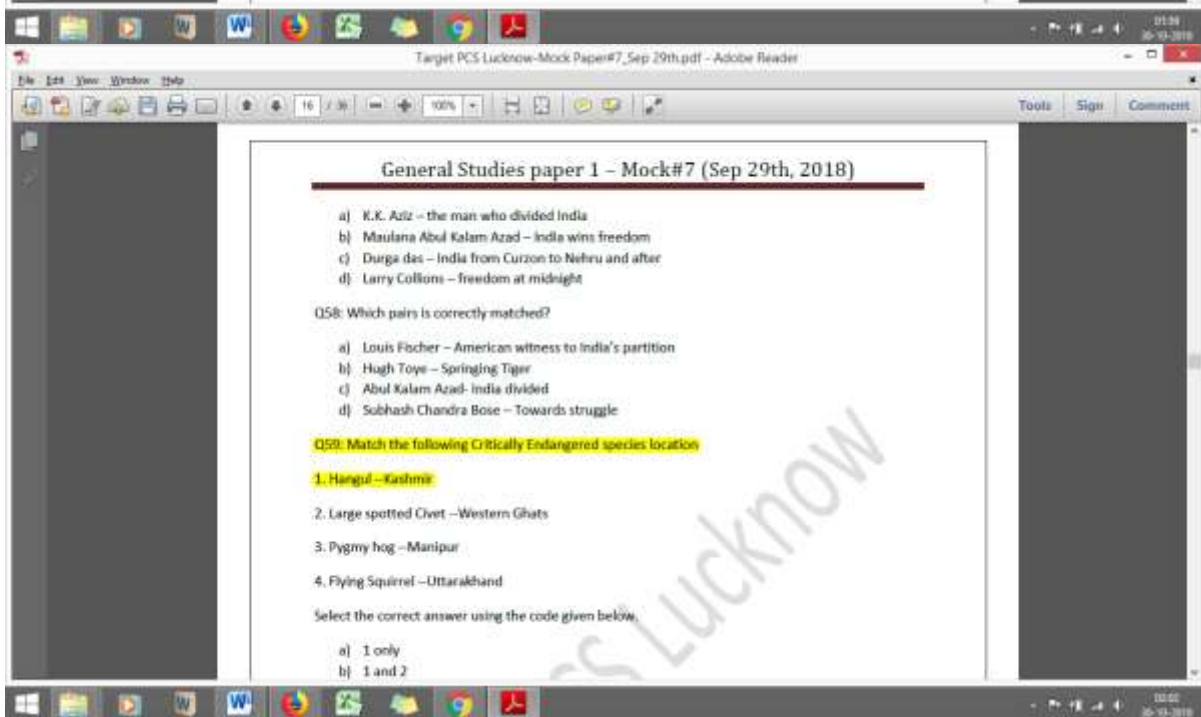 Target PCS Lucknow-Mock Paper#7_Sep 29th.pdf - Adobe Reader
File Edit View Window Help
16 / 36 100% Tools Sign Comment
General Studies paper 1 – Mock#7 (Sep 29th, 2018)
a) K.K. Aziz – the man who divided India
b) Maulana Abul Kalam Azad – India wins freedom
c) Durga das – India from Curzon to Nehru and after
d) Larry Collions – freedom at midnight
Q58: Which pairs is correctly matched?
a) Louis Fischer – American witness to India's partition
b) Hugh Toye – Springing Tiger
c) Abul Kalam Azad- India divided
d) Subhash Chandra Bose – Towards struggle
Q59: Match the following Critically Endangered species location
1. Hangul –Kashmir
2. Large spotted Civet –Western Ghats
3. Pygmy hog –Manipur
4. Flying Squirrel –Uttarakhand
Select the correct answer using the code given below.
a) 1 only
b) 1 and 2
CS Lucknow